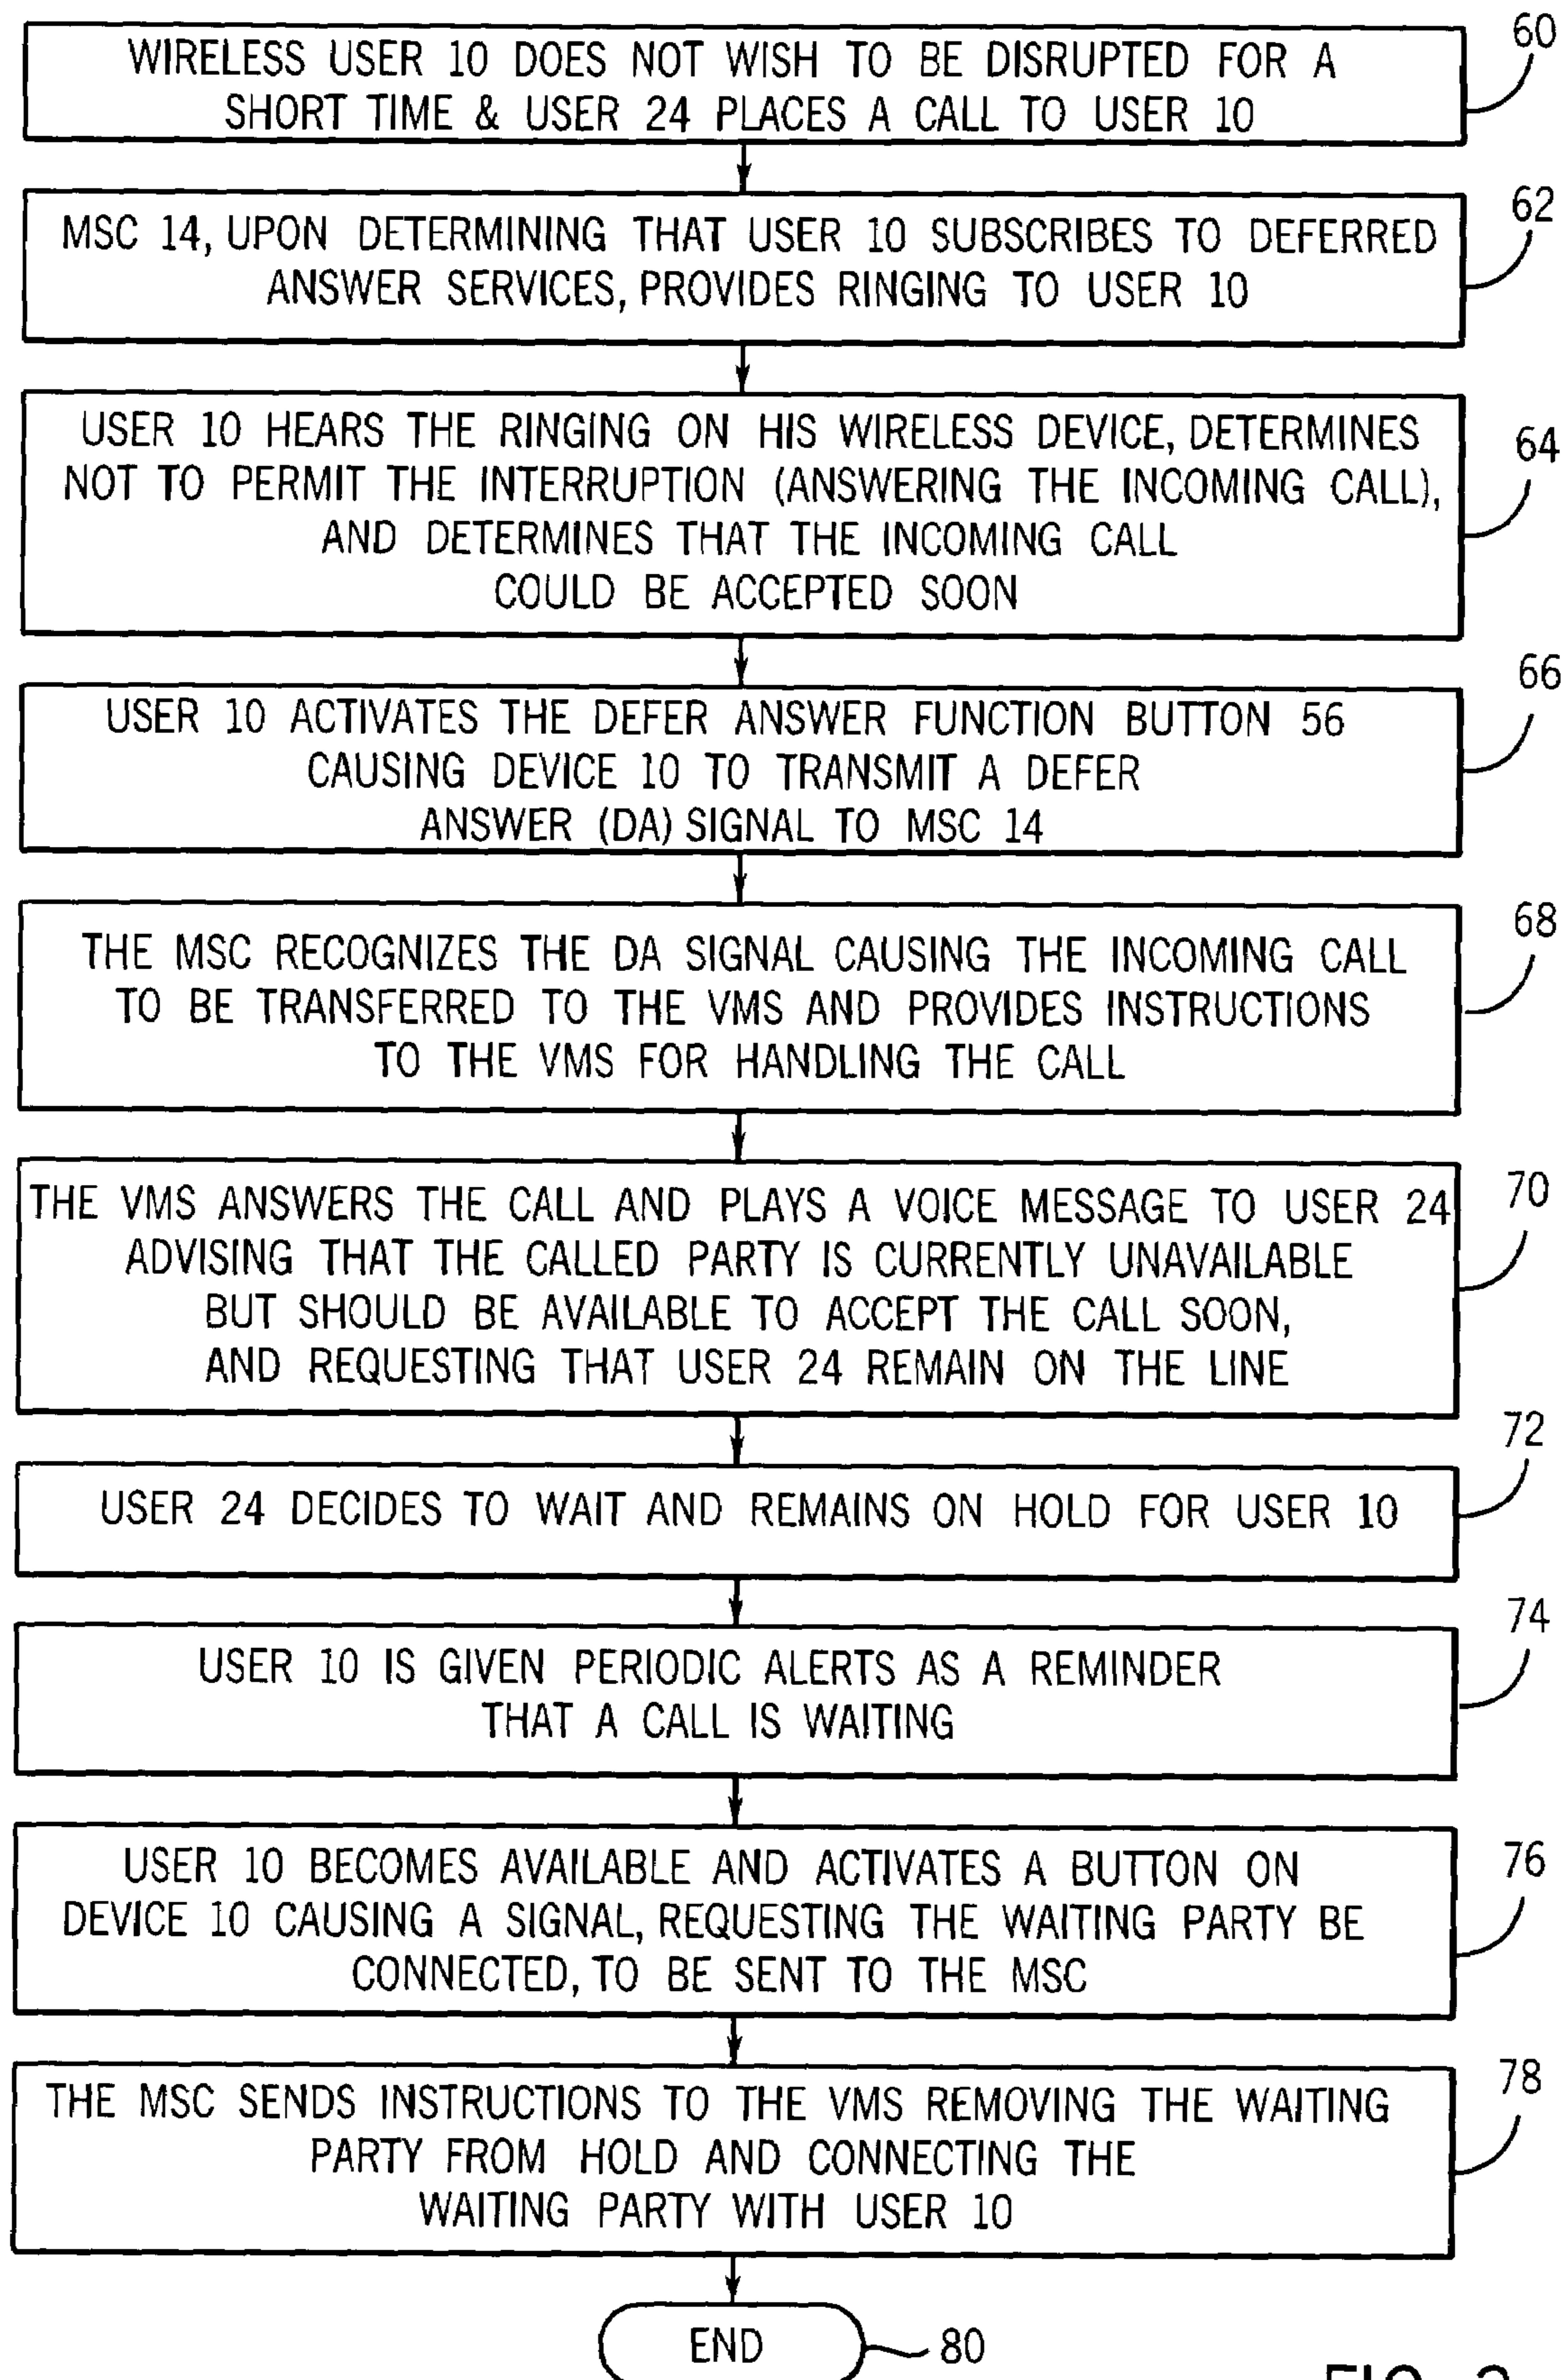 WIRELESS USER 10 DOES NOT WISH TO BE DISRUPTED FOR A
SHORT TIME & USER 24 PLACES A CALL TO USER 10
60
MSC 14, UPON DETERMINING THAT USER 10 SUBSCRIBES TO DEFERRED
ANSWER SERVICES, PROVIDES RINGING TO USER 10
62
USER 10 HEARS THE RINGING ON HIS WIRELESS DEVICE, DETERMINES
NOT TO PERMIT THE INTERRUPTION (ANSWERING THE INCOMING CALL),
AND DETERMINES THAT THE INCOMING CALL
COULD BE ACCEPTED SOON
64
USER 10 ACTIVATES THE DEFER ANSWER FUNCTION BUTTON 56
CAUSING DEVICE 10 TO TRANSMIT A DEFER
ANSWER (DA) SIGNAL TO MSC 14
66
THE MSC RECOGNIZES THE DA SIGNAL CAUSING THE INCOMING CALL
TO BE TRANSFERRED TO THE VMS AND PROVIDES INSTRUCTIONS
TO THE VMS FOR HANDLING THE CALL
68
THE VMS ANSWERS THE CALL AND PLAYS A VOICE MESSAGE TO USER 24
ADVISING THAT THE CALLED PARTY IS CURRENTLY UNAVAILABLE
BUT SHOULD BE AVAILABLE TO ACCEPT THE CALL SOON,
AND REQUESTING THAT USER 24 REMAIN ON THE LINE
70
USER 24 DECIDES TO WAIT AND REMAINS ON HOLD FOR USER 10
72
USER 10 IS GIVEN PERIODIC ALERTS AS A REMINDER
THAT A CALL IS WAITING
74
USER 10 BECOMES AVAILABLE AND ACTIVATES A BUTTON ON
DEVICE 10 CAUSING A SIGNAL, REQUESTING THE WAITING PARTY BE
CONNECTED, TO BE SENT TO THE MSC
76
THE MSC SENDS INSTRUCTIONS TO THE VMS REMOVING THE WAITING
PARTY FROM HOLD AND CONNECTING THE
WAITING PARTY WITH USER 10
78
END
80